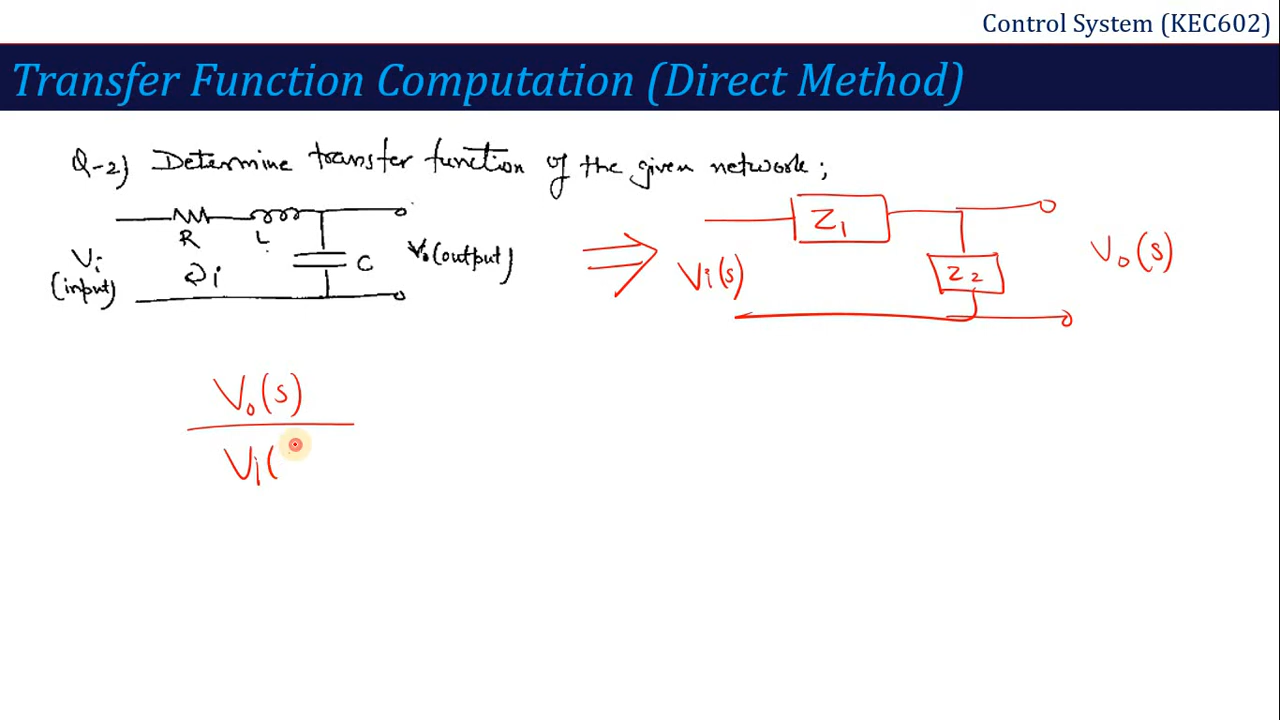 Control System (KEC602)
Transfer Function Computation (Direct Method)
Q-2) Determine transfer function of the given network;
R L
Vi
(input)
i
C
Vo(output)
Z1
Z2
Vi(s)
Vo(s)
Vo(s)
Vi(